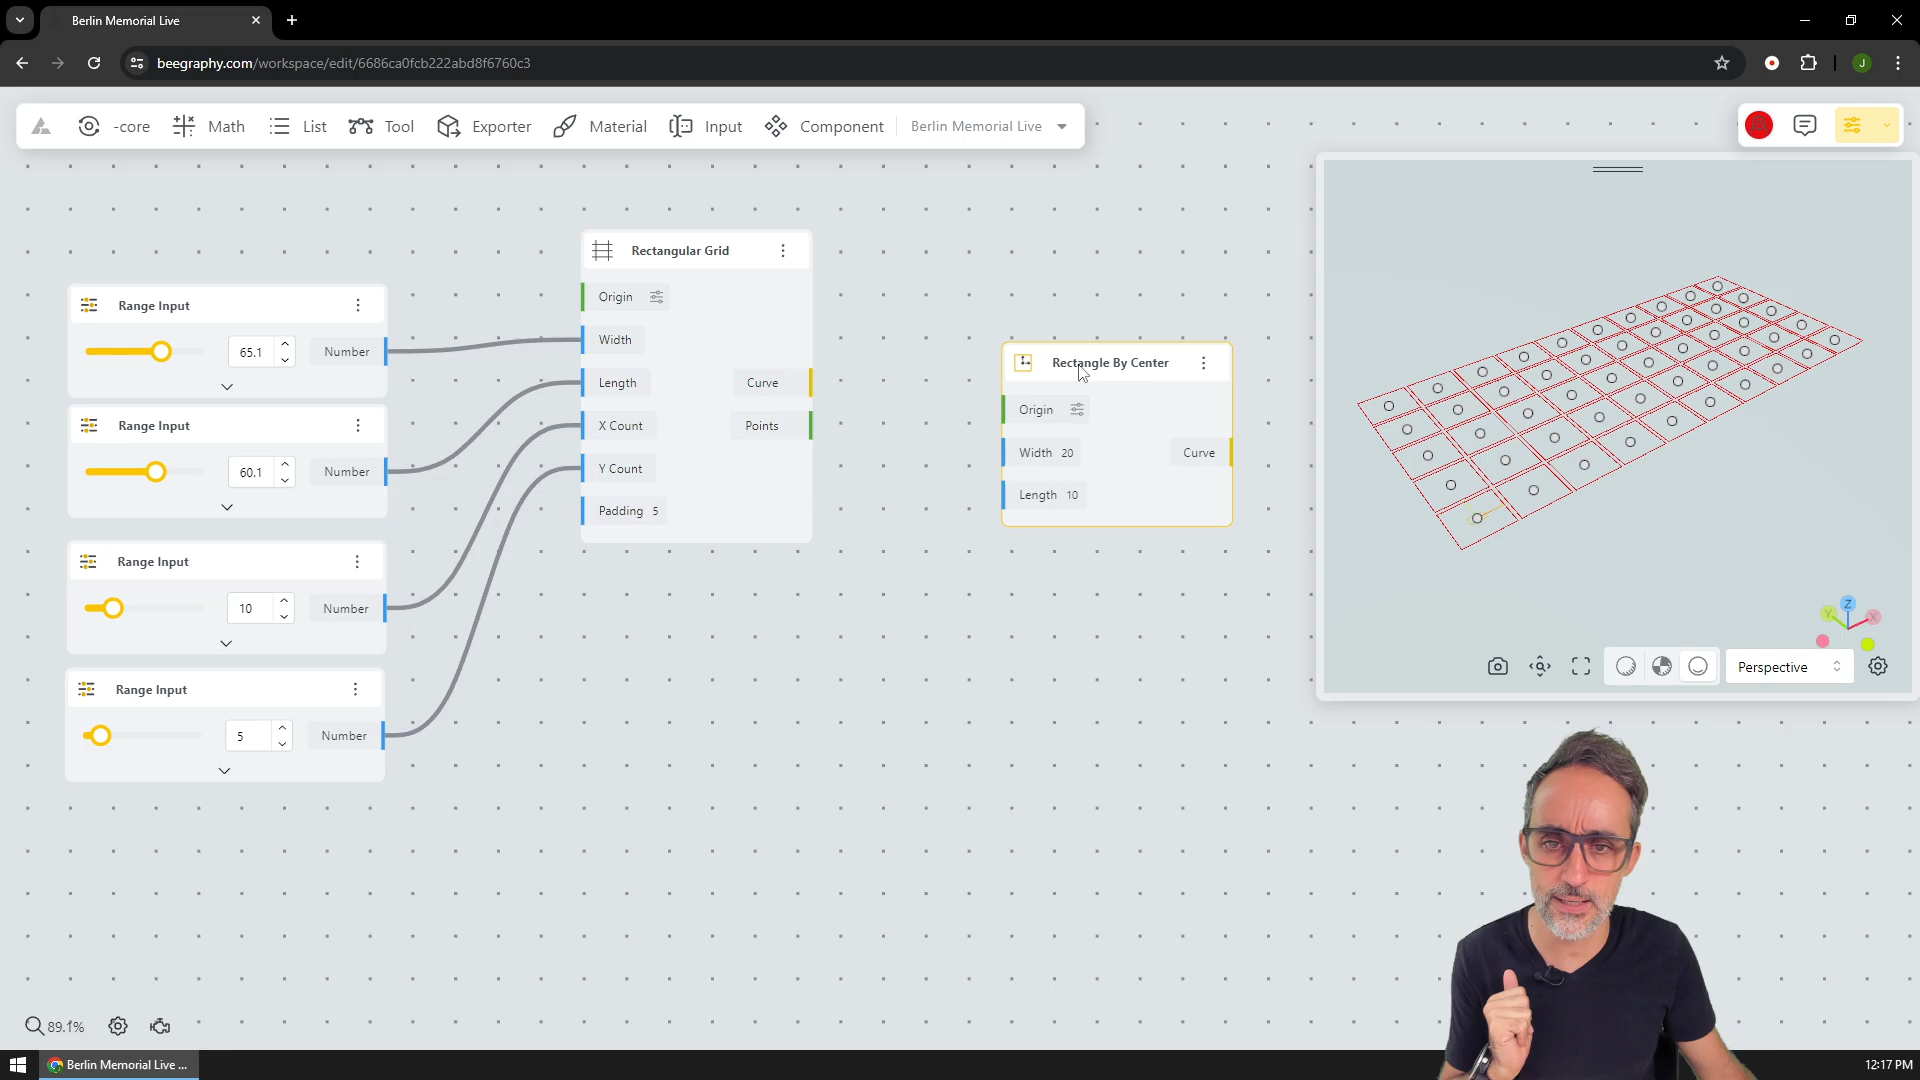 Berlin Memorial Live
beegraphy.com/workspace/edit/6686ca0fcb222abd8f6760c3
J
-core
Math
List
Tool
Exporter
Material
Input
Component
Berlin Memorial Live
Rectangular Grid
Origin
Width
Length
X Count
Y Count
Padding 5
Curve
Points
Range Input
65.1
Number
Range Input
60.1
Number
Range Input
10
Number
Range Input
5
Number
Rectangle By Center
Origin
Width 20
Length 10
Curve
Z
Y
X
Perspective
89.1%
Berlin Memorial Live ...
12:17 PM